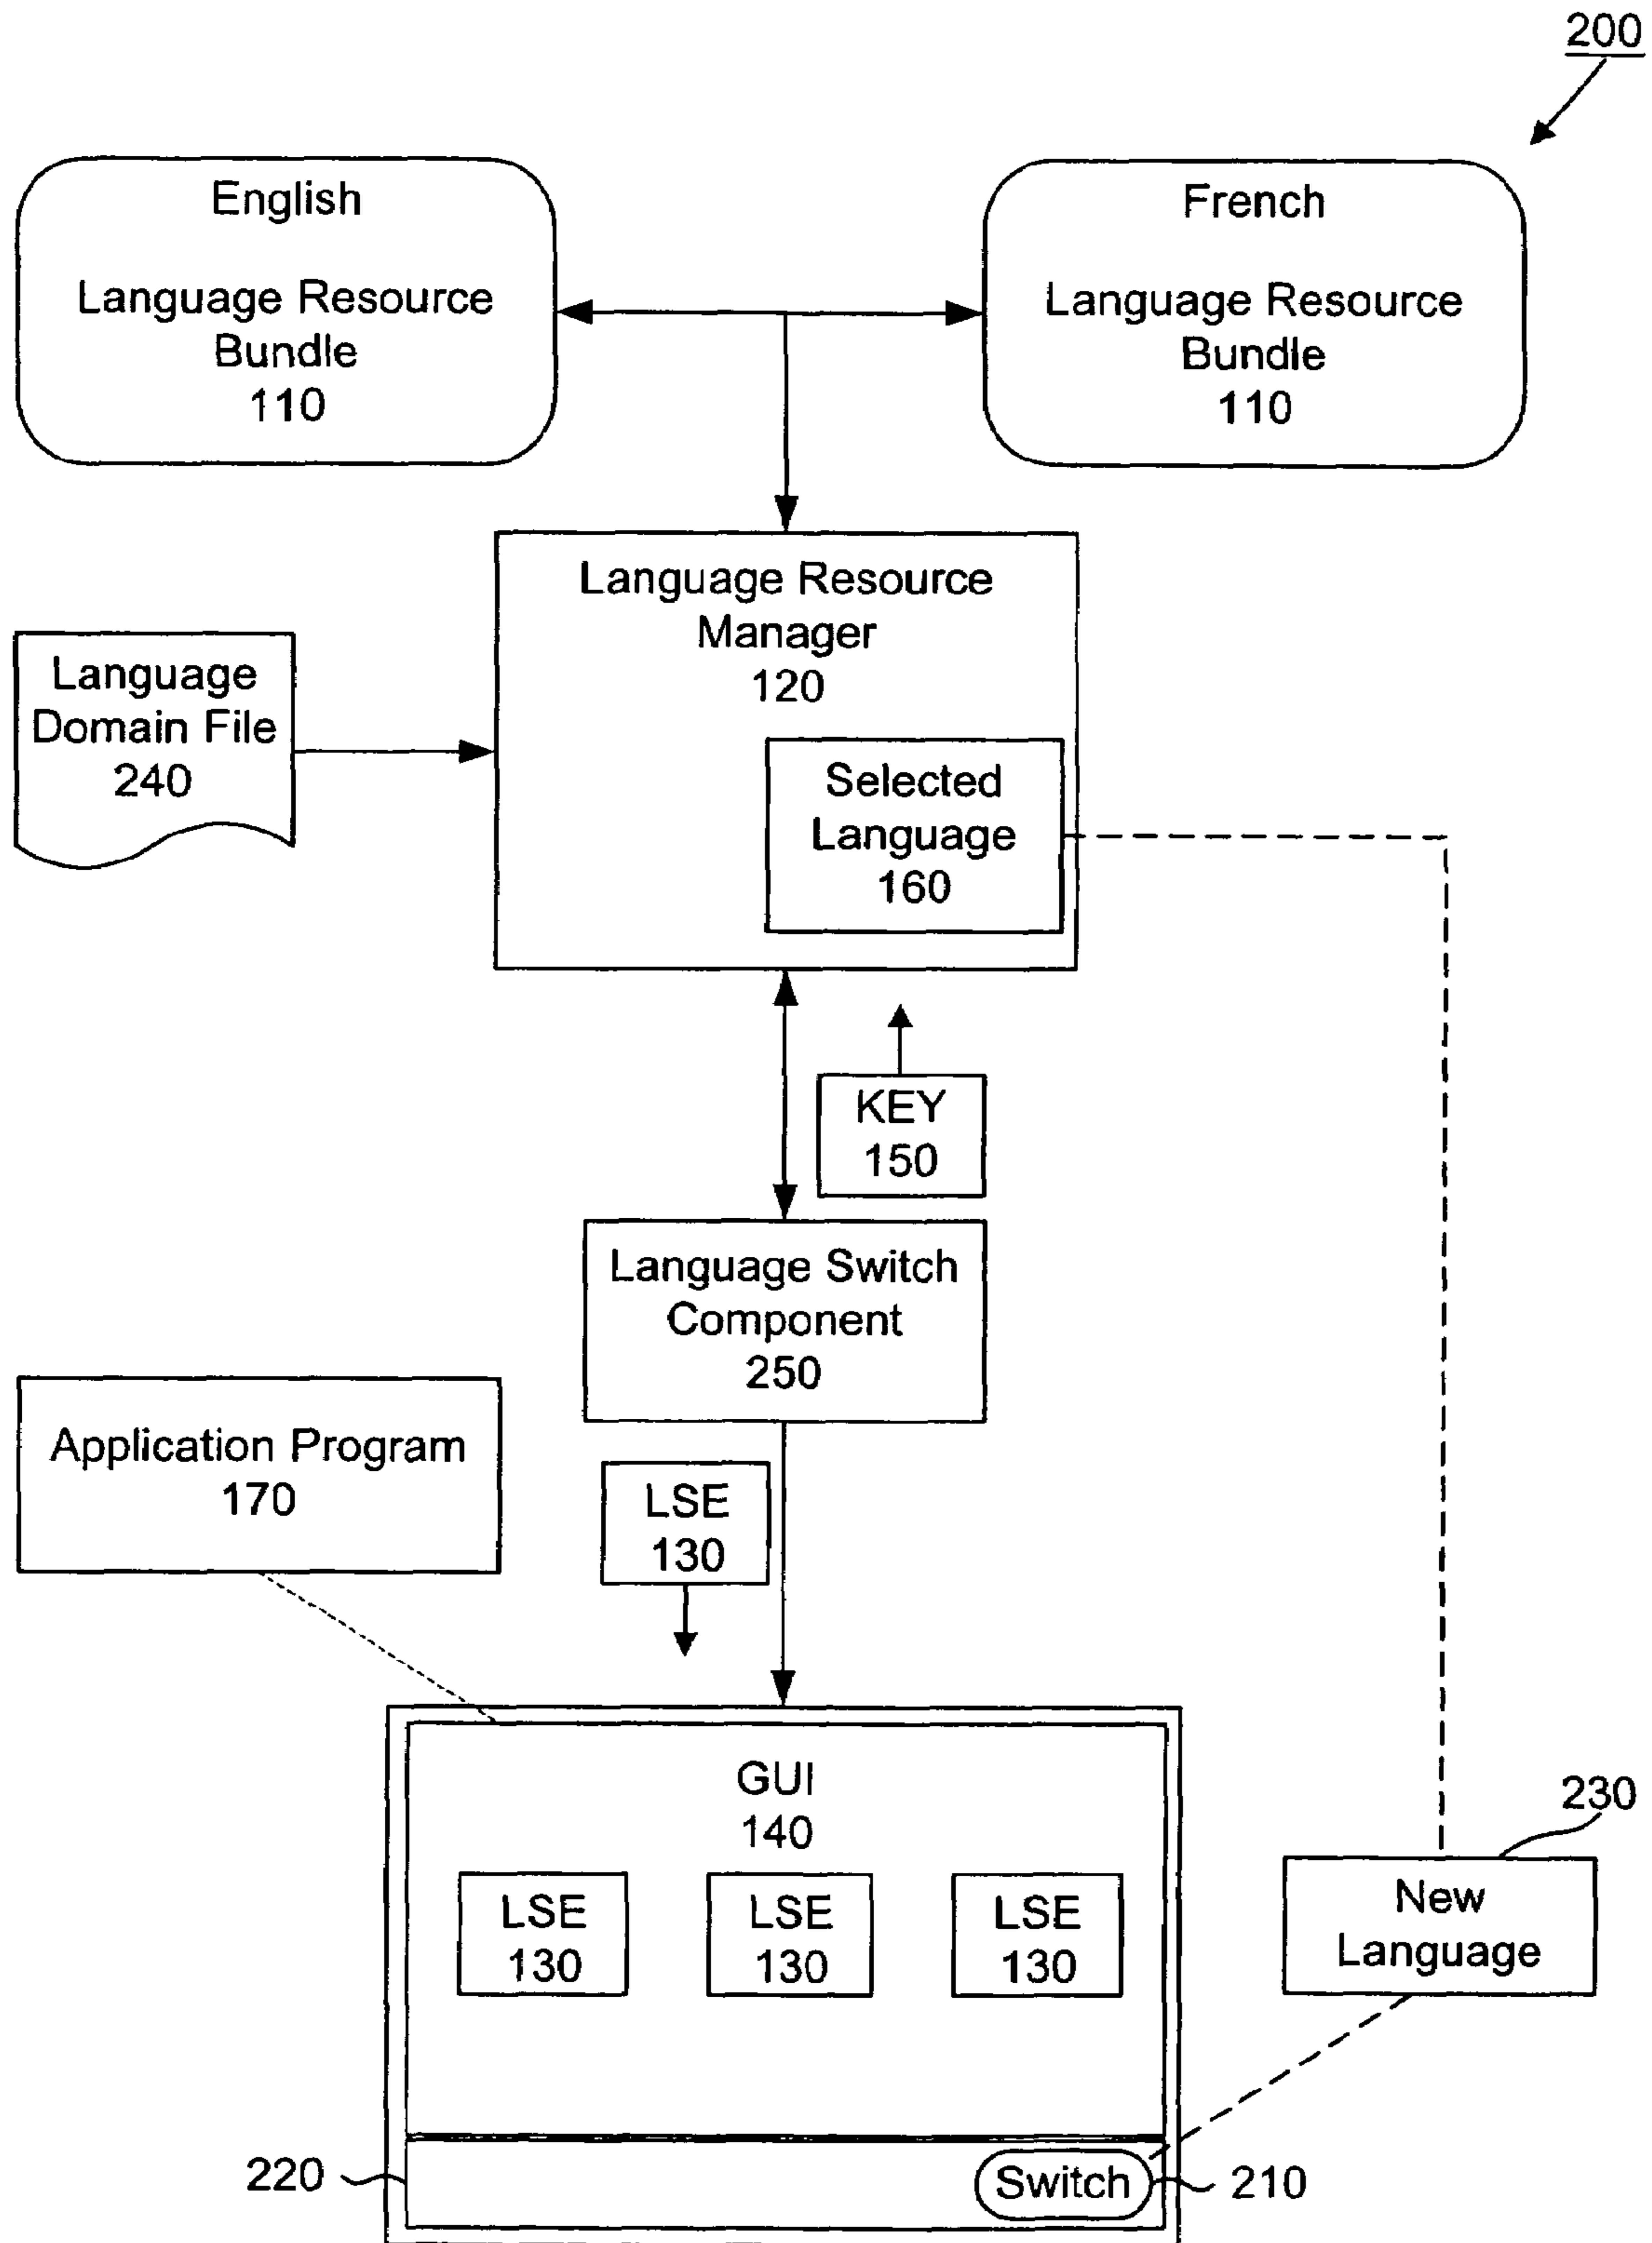 200
English
Language Resource
Bundle
110
French
Language Resource
Bundle
110
Language Resource
Manager
120
Language
Domain File
240
Selected
Language
160
KEY
150
Language Switch
Component
250
Application Program
170
LSE
130
GUI
140
LSE
130
LSE
130
LSE
130
230
New
Language
220
Switch
210